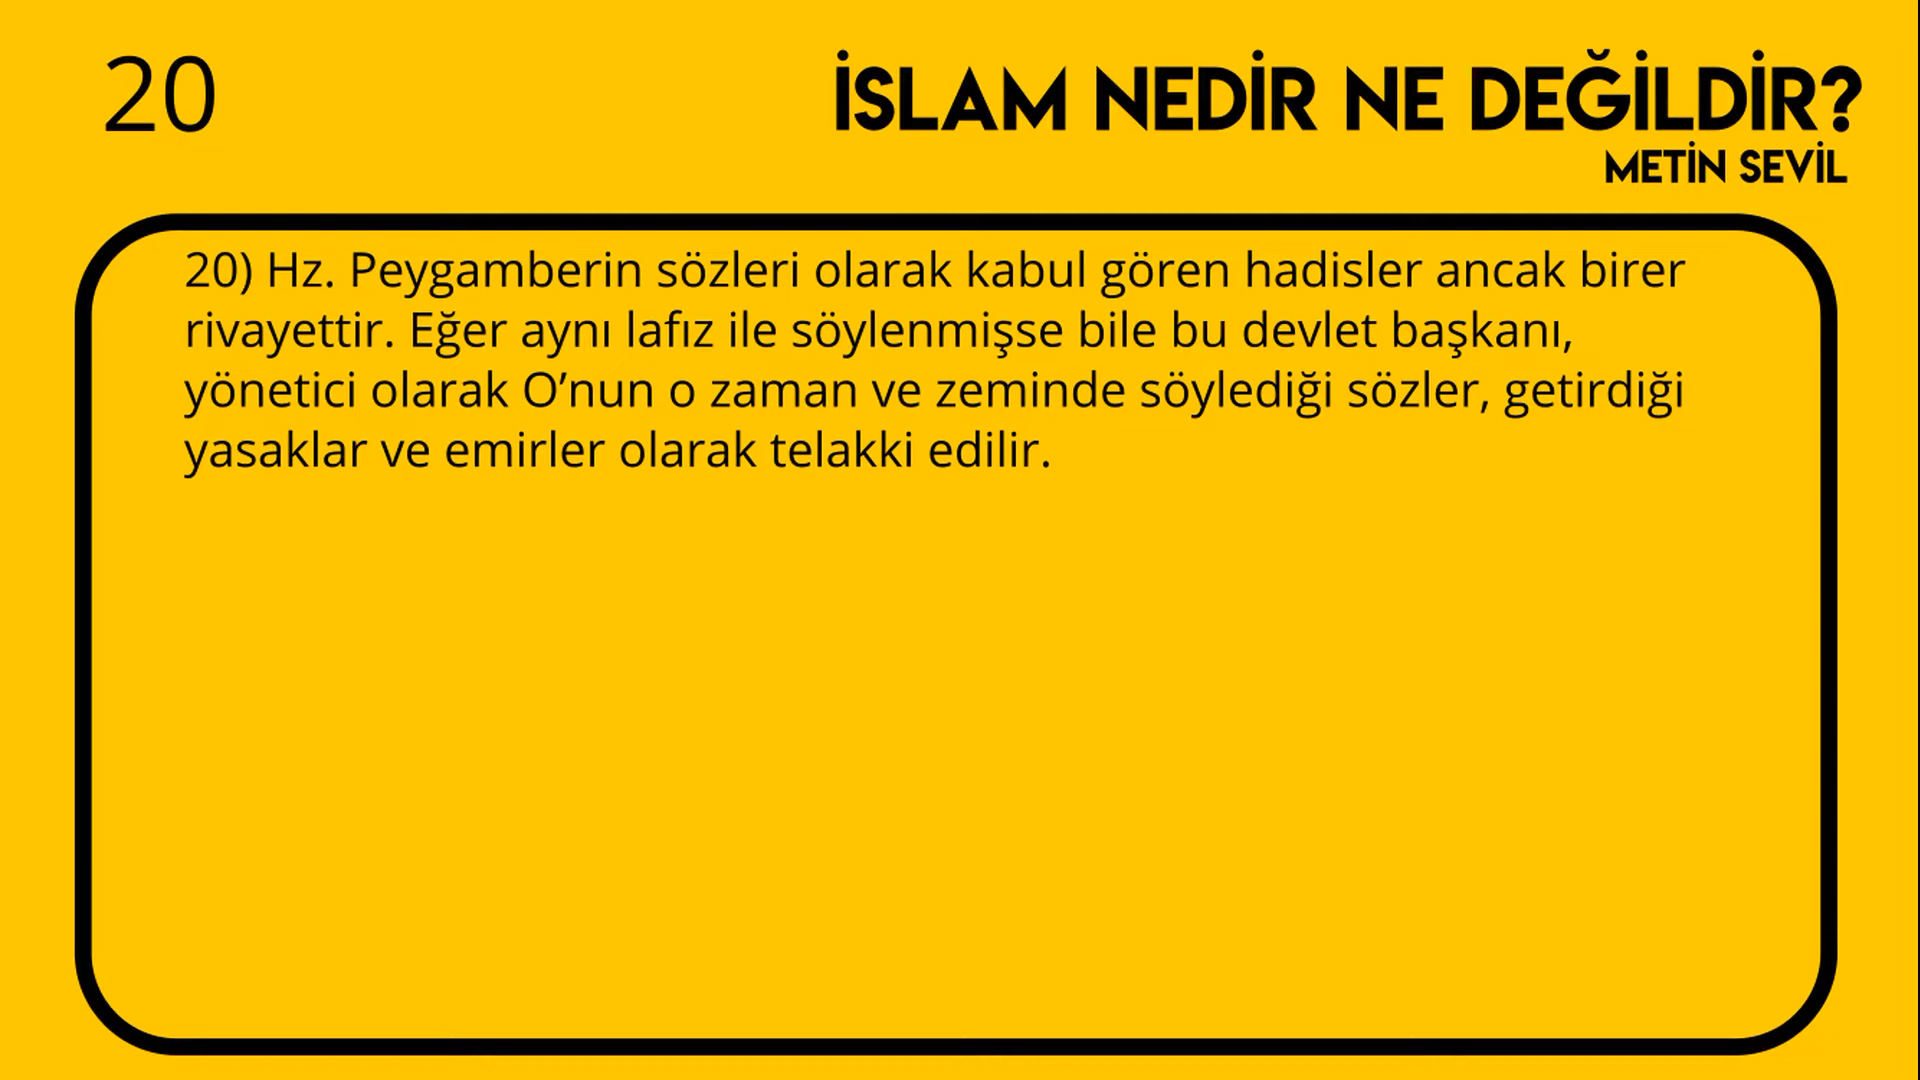 20
İSLAM NEDİR NE DEĞİLDİR?
METİN SEVİL
20) Hz. Peygamberin sözleri olarak kabul gören hadisler ancak birer
rivayettir. Eğer aynı lafız ile söylenmişse bile bu devlet başkanı,
yönetici olarak O’nun o zaman ve zeminde söylediği sözler, getirdiği
yasaklar ve emirler olarak telakki edilir.